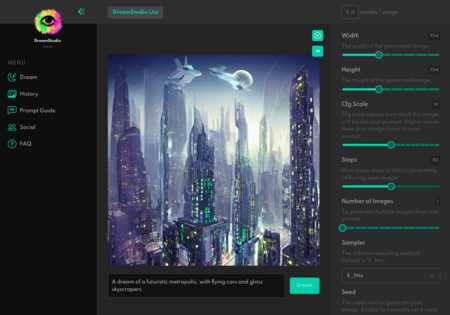 DreamStudio
beta
MENU
Dream
History
Prompt Guide
Social
FAQ
DreamStudio Lite
A dream of a futuristic metropolis, with flying cars and glass
skyscrapers.
Dream
5.6 credits / image
Width 704
The width of the generated image.
Height 704
The height of the generated image.
Cfg Scale 10
Cfg scale adjusts how much the image
will be like your prompt. Higher values
keep your image closer to your
prompt.
Steps 80
How many steps to spend generating
(diffusing) your image.
Number of Images 1
To generate multiple images from one
prompt.
Sampler
The diffusion sampling method.
Default is 'k_lms'.
k_lms
Seed
The seed used to generate your
image. Enable to manually set a seed.